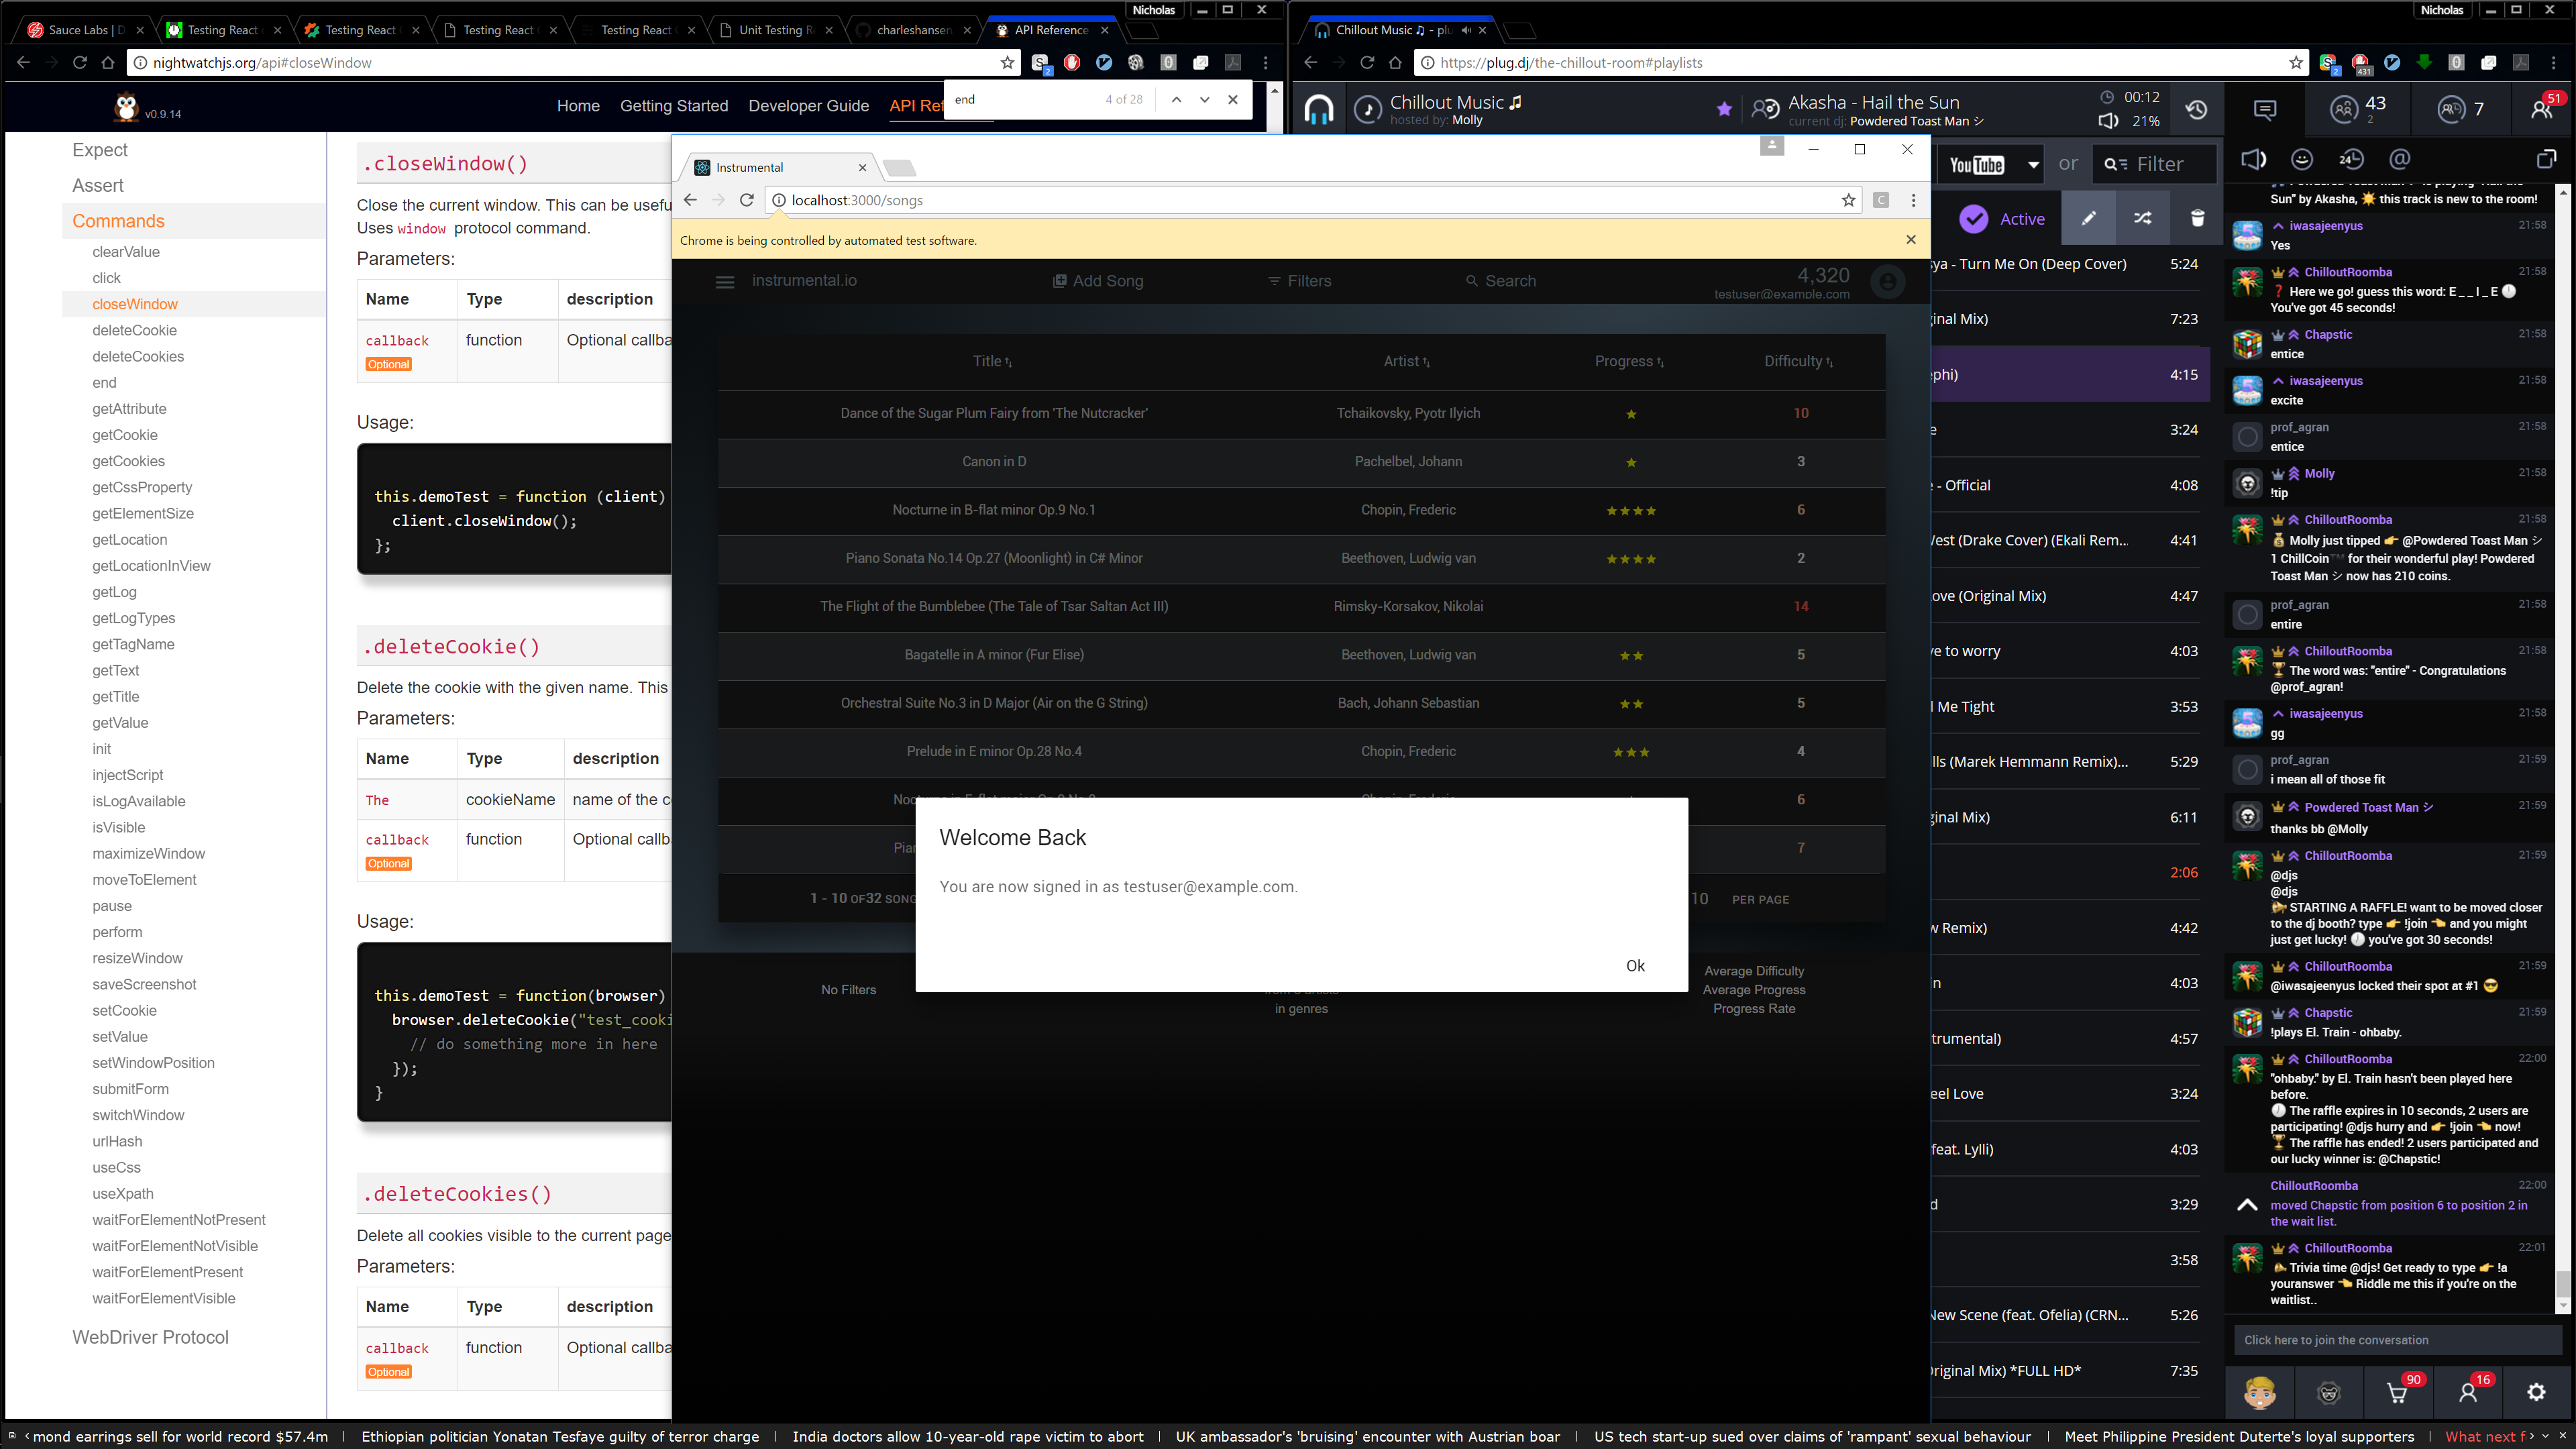 Nicholas
Sauce Labs | D
Testing React
Testing React
Testing React
Testing React
Unit Testing R
charleshansen
API Reference
nightwatchjs.org/api#closeWindow
end
4 of 28
v0.9.14
Home
Getting Started
Developer Guide
API Ref
Expect
Assert
Commands
clearValue
click
closeWindow
deleteCookie
deleteCookies
end
getAttribute
getCookie
getCookies
getCssProperty
getElementSize
getLocation
getLocationInView
getLog
getLogTypes
getTagName
getText
getTitle
getValue
init
injectScript
isLogAvailable
isVisible
maximizeWindow
moveToElement
pause
perform
resizeWindow
saveScreenshot
setCookie
setValue
setWindowPosition
submitForm
switchWindow
urlHash
useCss
useXpath
waitForElementNotPresent
waitForElementNotVisible
waitForElementPresent
waitForElementVisible
WebDriver Protocol
.closeWindow()
Close the current window. This can be usefu
Uses window protocol command.
Parameters:
Name Type description
callback function Optional callba
Optional
Usage:
this.demoTest = function (client)
client.closeWindow();
};
.deleteCookie()
Delete the cookie with the given name. This
Parameters:
Name Type description
The cookieName name of the c
callback function Optional callb
Optional
Usage:
this.demoTest = function(browser)
browser.deleteCookie("test_cooki
// do something more in here
});
}
.deleteCookies()
Delete all cookies visible to the current page
Parameters:
Name Type description
callback function Optional callba
Optional
Instrumental
localhost:3000/songs
Chrome is being controlled by automated test software.
instrumental.io
Add Song
Filters
Search
4,320
testuser@example.com
Title Artist Progress Difficulty
Dance of the Sugar Plum Fairy from 'The Nutcracker' Tchaikovsky, Pyotr Ilyich ★ 10
Canon in D Pachelbel, Johann ★ 3
Nocturne in B-flat minor Op.9 No.1 Chopin, Frederic ★★★★ 6
Piano Sonata No.14 Op.27 (Moonlight) in C# Minor Beethoven, Ludwig van ★★★★ 2
The Flight of the Bumblebee (The Tale of Tsar Saltan Act III) Rimsky-Korsakov, Nikolai 14
Bagatelle in A minor (Fur Elise) Beethoven, Ludwig van ★★ 5
Orchestral Suite No.3 in D Major (Air on the G String) Bach, Johann Sebastian ★★ 5
Prelude in E minor Op.28 No.4 Chopin, Frederic ★★★ 4
6
Pia 7
1 - 10 OF 32 SONG
10 PER PAGE
Welcome Back
You are now signed in as testuser@example.com.
Ok
No Filters
in genres
Average Difficulty
Average Progress
Progress Rate
Nicholas
Chillout Music ♫ - plu
https://plug.dj/the-chillout-room#playlists
Chillout Music ♫
hosted by: Molly
Akasha - Hail the Sun
current dj: Powdered Toast Man シ
00:12
21%
43
2
7
51
YouTube or Filter
Active
ya - Turn Me On (Deep Cover) 5:24
inal Mix) 7:23
phi) 4:15
e 3:24
- Official 4:08
West (Drake Cover) (Ekali Rem... 4:41
ove (Original Mix) 4:47
e to worry 4:03
l Me Tight 3:53
lls (Marek Hemmann Remix)... 5:29
ginal Mix) 6:11
2:06
w Remix) 4:42
n 4:03
trumental) 4:57
eel Love 3:24
feat. Lylli) 4:03
d 3:29
3:58
New Scene (feat. Ofelia) (CRN... 5:26
Original Mix) *FULL HD* 7:35
Sun" by Akasha, this track is new to the room!
iwasajeenyus 21:58
Yes
ChilloutRoomba 21:58
❓ Here we go! guess this word: E _ _ I _ E
You've got 45 seconds!
Chapstic 21:58
entice
iwasajeenyus 21:58
excite
prof_agran 21:58
entice
Molly 21:58
!tip
ChilloutRoomba 21:58
Molly just tipped @Powdered Toast Man シ
1 ChillCoin™ for their wonderful play! Powdered
Toast Man シ now has 210 coins.
prof_agran 21:58
entire
ChilloutRoomba 21:58
The word was: "entire" - Congratulations
@prof_agran!
iwasajeenyus 21:58
gg
prof_agran 21:59
i mean all of those fit
Powdered Toast Man シ 21:59
thanks bb @Molly
ChilloutRoomba 21:59
@djs
@djs
STARTING A RAFFLE! want to be moved closer
to the dj booth? type !join and you might
just get lucky! you've got 30 seconds!
ChilloutRoomba 21:59
@iwasajeenyus locked their spot at #1
Chapstic 21:59
!plays El. Train - ohbaby.
ChilloutRoomba 22:00
"ohbaby." by El. Train hasn't been played here
before.
The raffle expires in 10 seconds, 2 users are
participating! @djs hurry and !join now!
The raffle has ended! 2 users participated and
our lucky winner is: @Chapstic!
ChilloutRoomba 22:00
moved Chapstic from position 6 to position 2 in
the wait list.
ChilloutRoomba 22:01
Trivia time @djs! Get ready to type !a
youranswer Riddle me this if you're on the
waitlist..
Click here to join the conversation
90
16
mond earnings sell for world record $57.4m | Ethiopian politician Yonatan Tesfaye guilty of terror charge | India doctors allow 10-year-old rape victim to abort | UK ambassador's 'bruising' encounter with Austrian boar | US tech start-up sued over claims of 'rampant' sexual behaviour | Meet Philippine President Duterte's loyal supporters | What next f